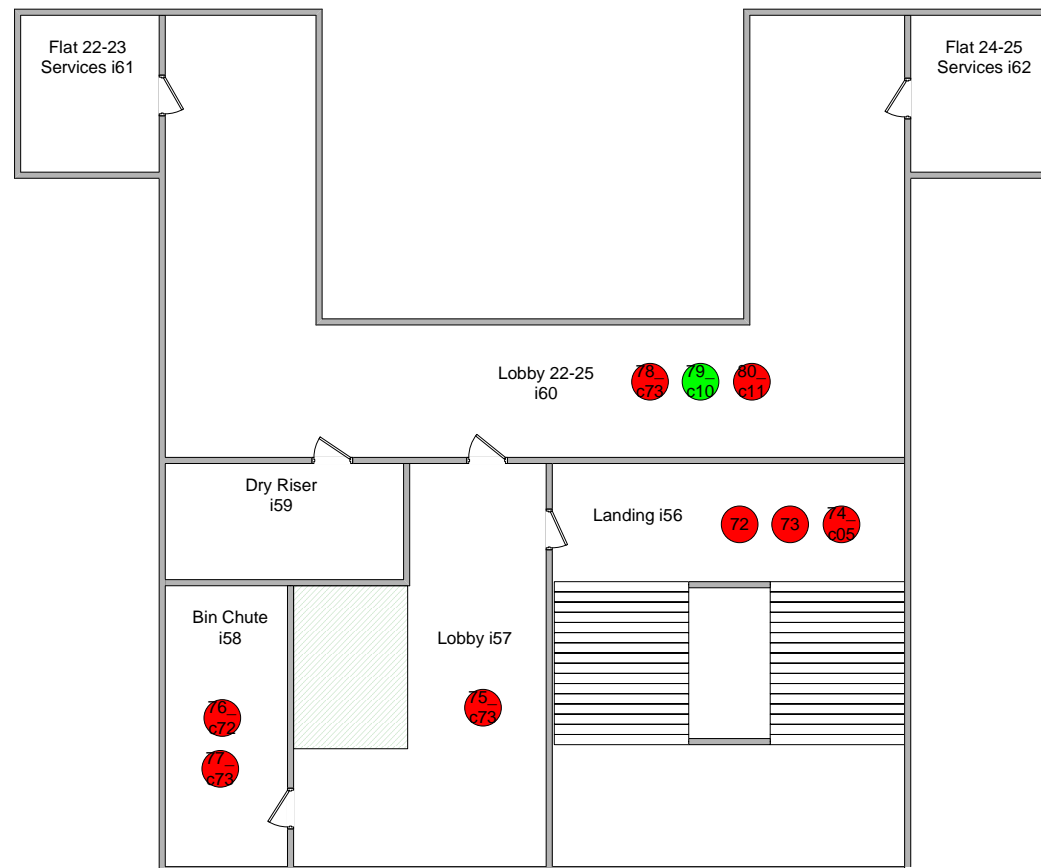 Flat 22-23
Services i61
Flat 24-25
Services i62
Lobby 22-25
i60
78_
c73
79_
c10
80_
c11
Dry Riser
i59
Landing i56
72
73
74_
c05
Bin Chute
i58
Lobby i57
76_
c72
77_
c73
75_
c73